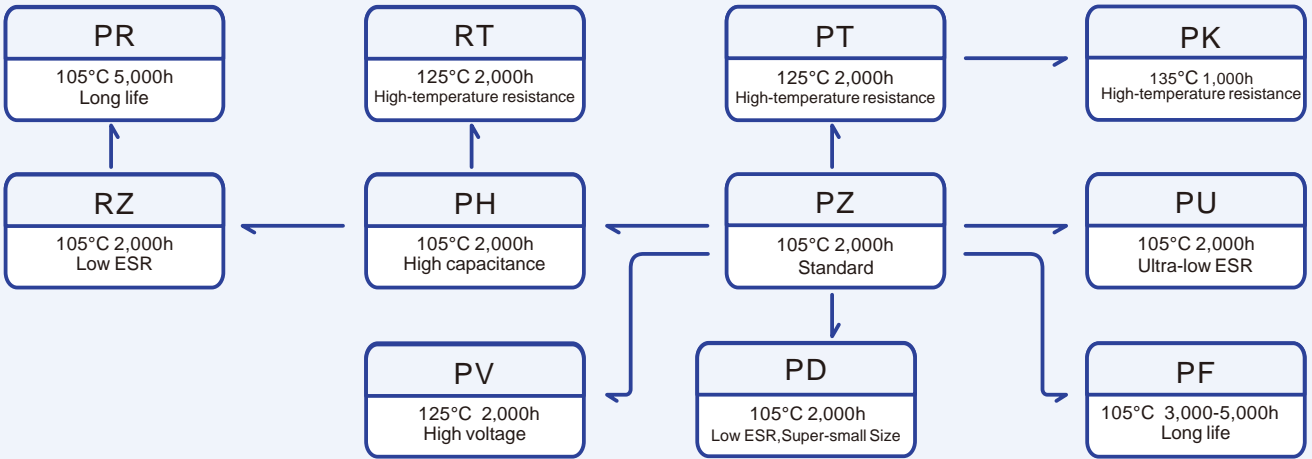 PR
105°C 5,000h
Long life
RT
125°C 2,000h
High-temperature resistance
PT
125°C 2,000h
High-temperature resistance
PK
135°C 1,000h
High-temperature resistance
RZ
105°C 2,000h
Low ESR
PH
105°C 2,000h
High capacitance
PZ
105°C 2,000h
Standard
PU
105°C 2,000h
Ultra-low ESR
PV
125°C 2,000h
High voltage
PD
105°C 2,000h
Low ESR,Super-small Size
PF
105°C 3,000-5,000h
Long life